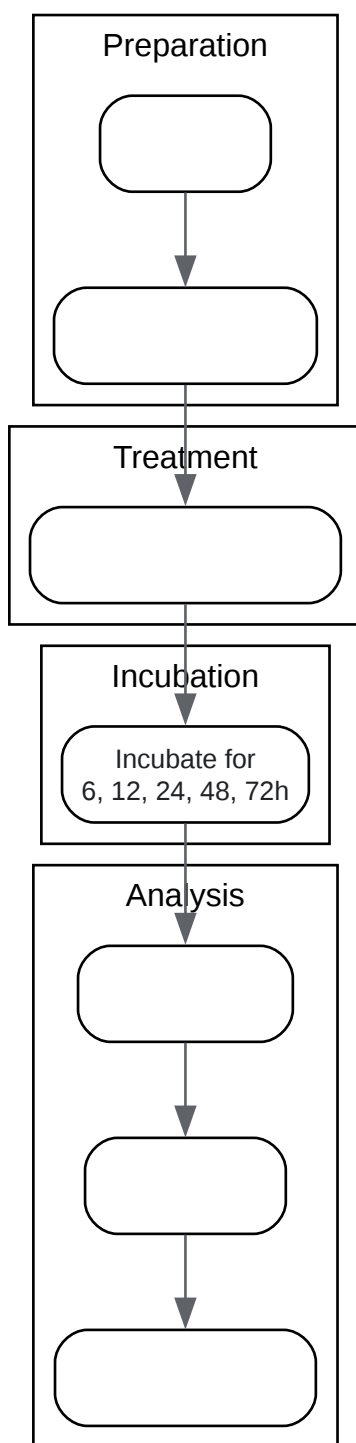 Preparation
Treatment
Incubation
Incubate for
6, 12, 24, 48, 72h
Analysis